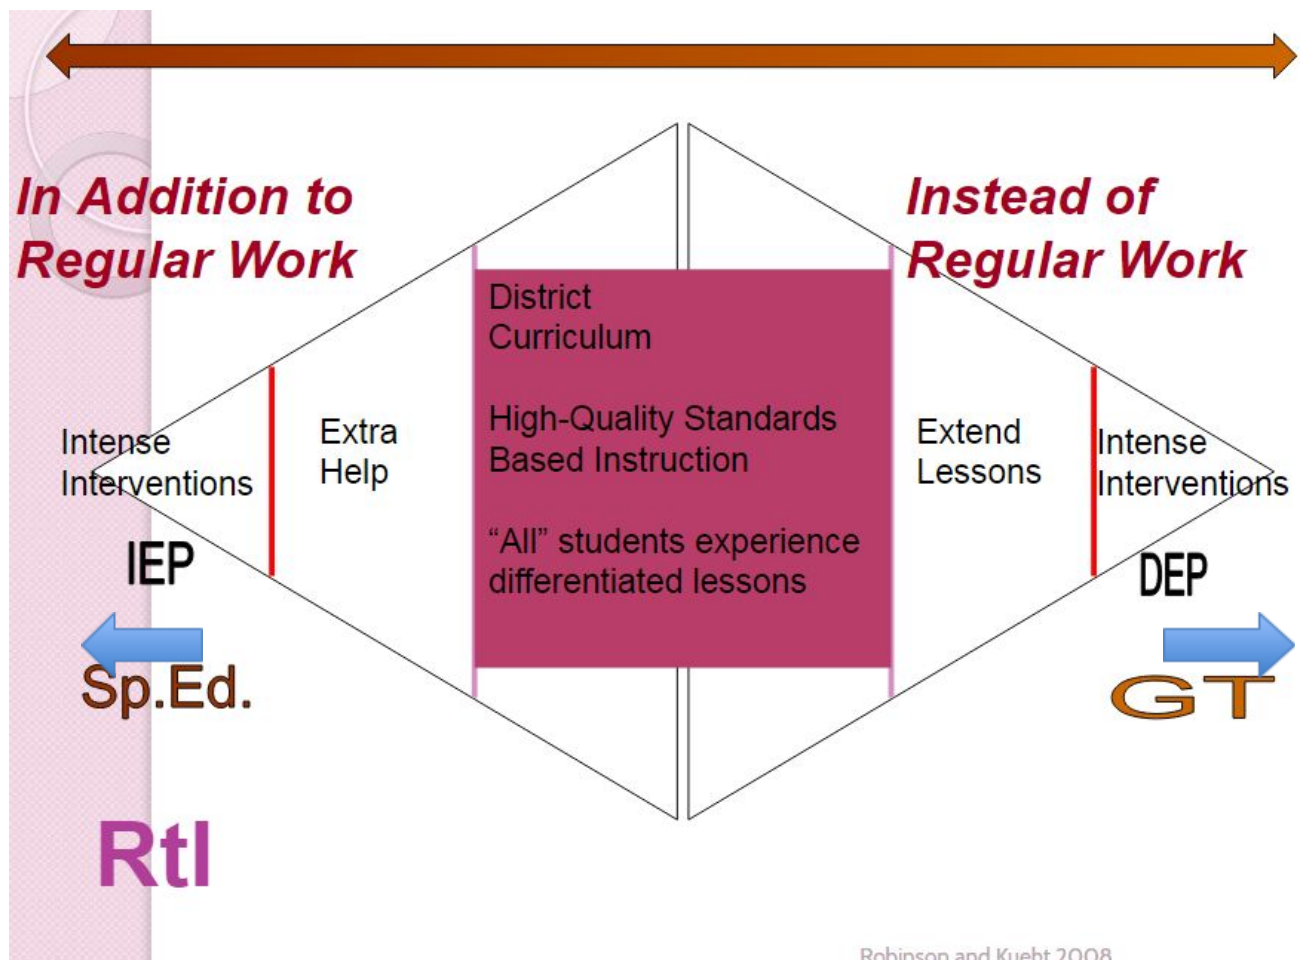 In Addition to
Regular Work
Instead of
Regular Work
Intense
Interventions
Extra
Help
District
Curriculum
High-Quality Standards
Based Instruction
“All” students experience
differentiated lessons
Extend
Lessons
Intense
Interventions
IEP
DEP
Sp.Ed.
GT
RtI
Robinson and Kueht 2008